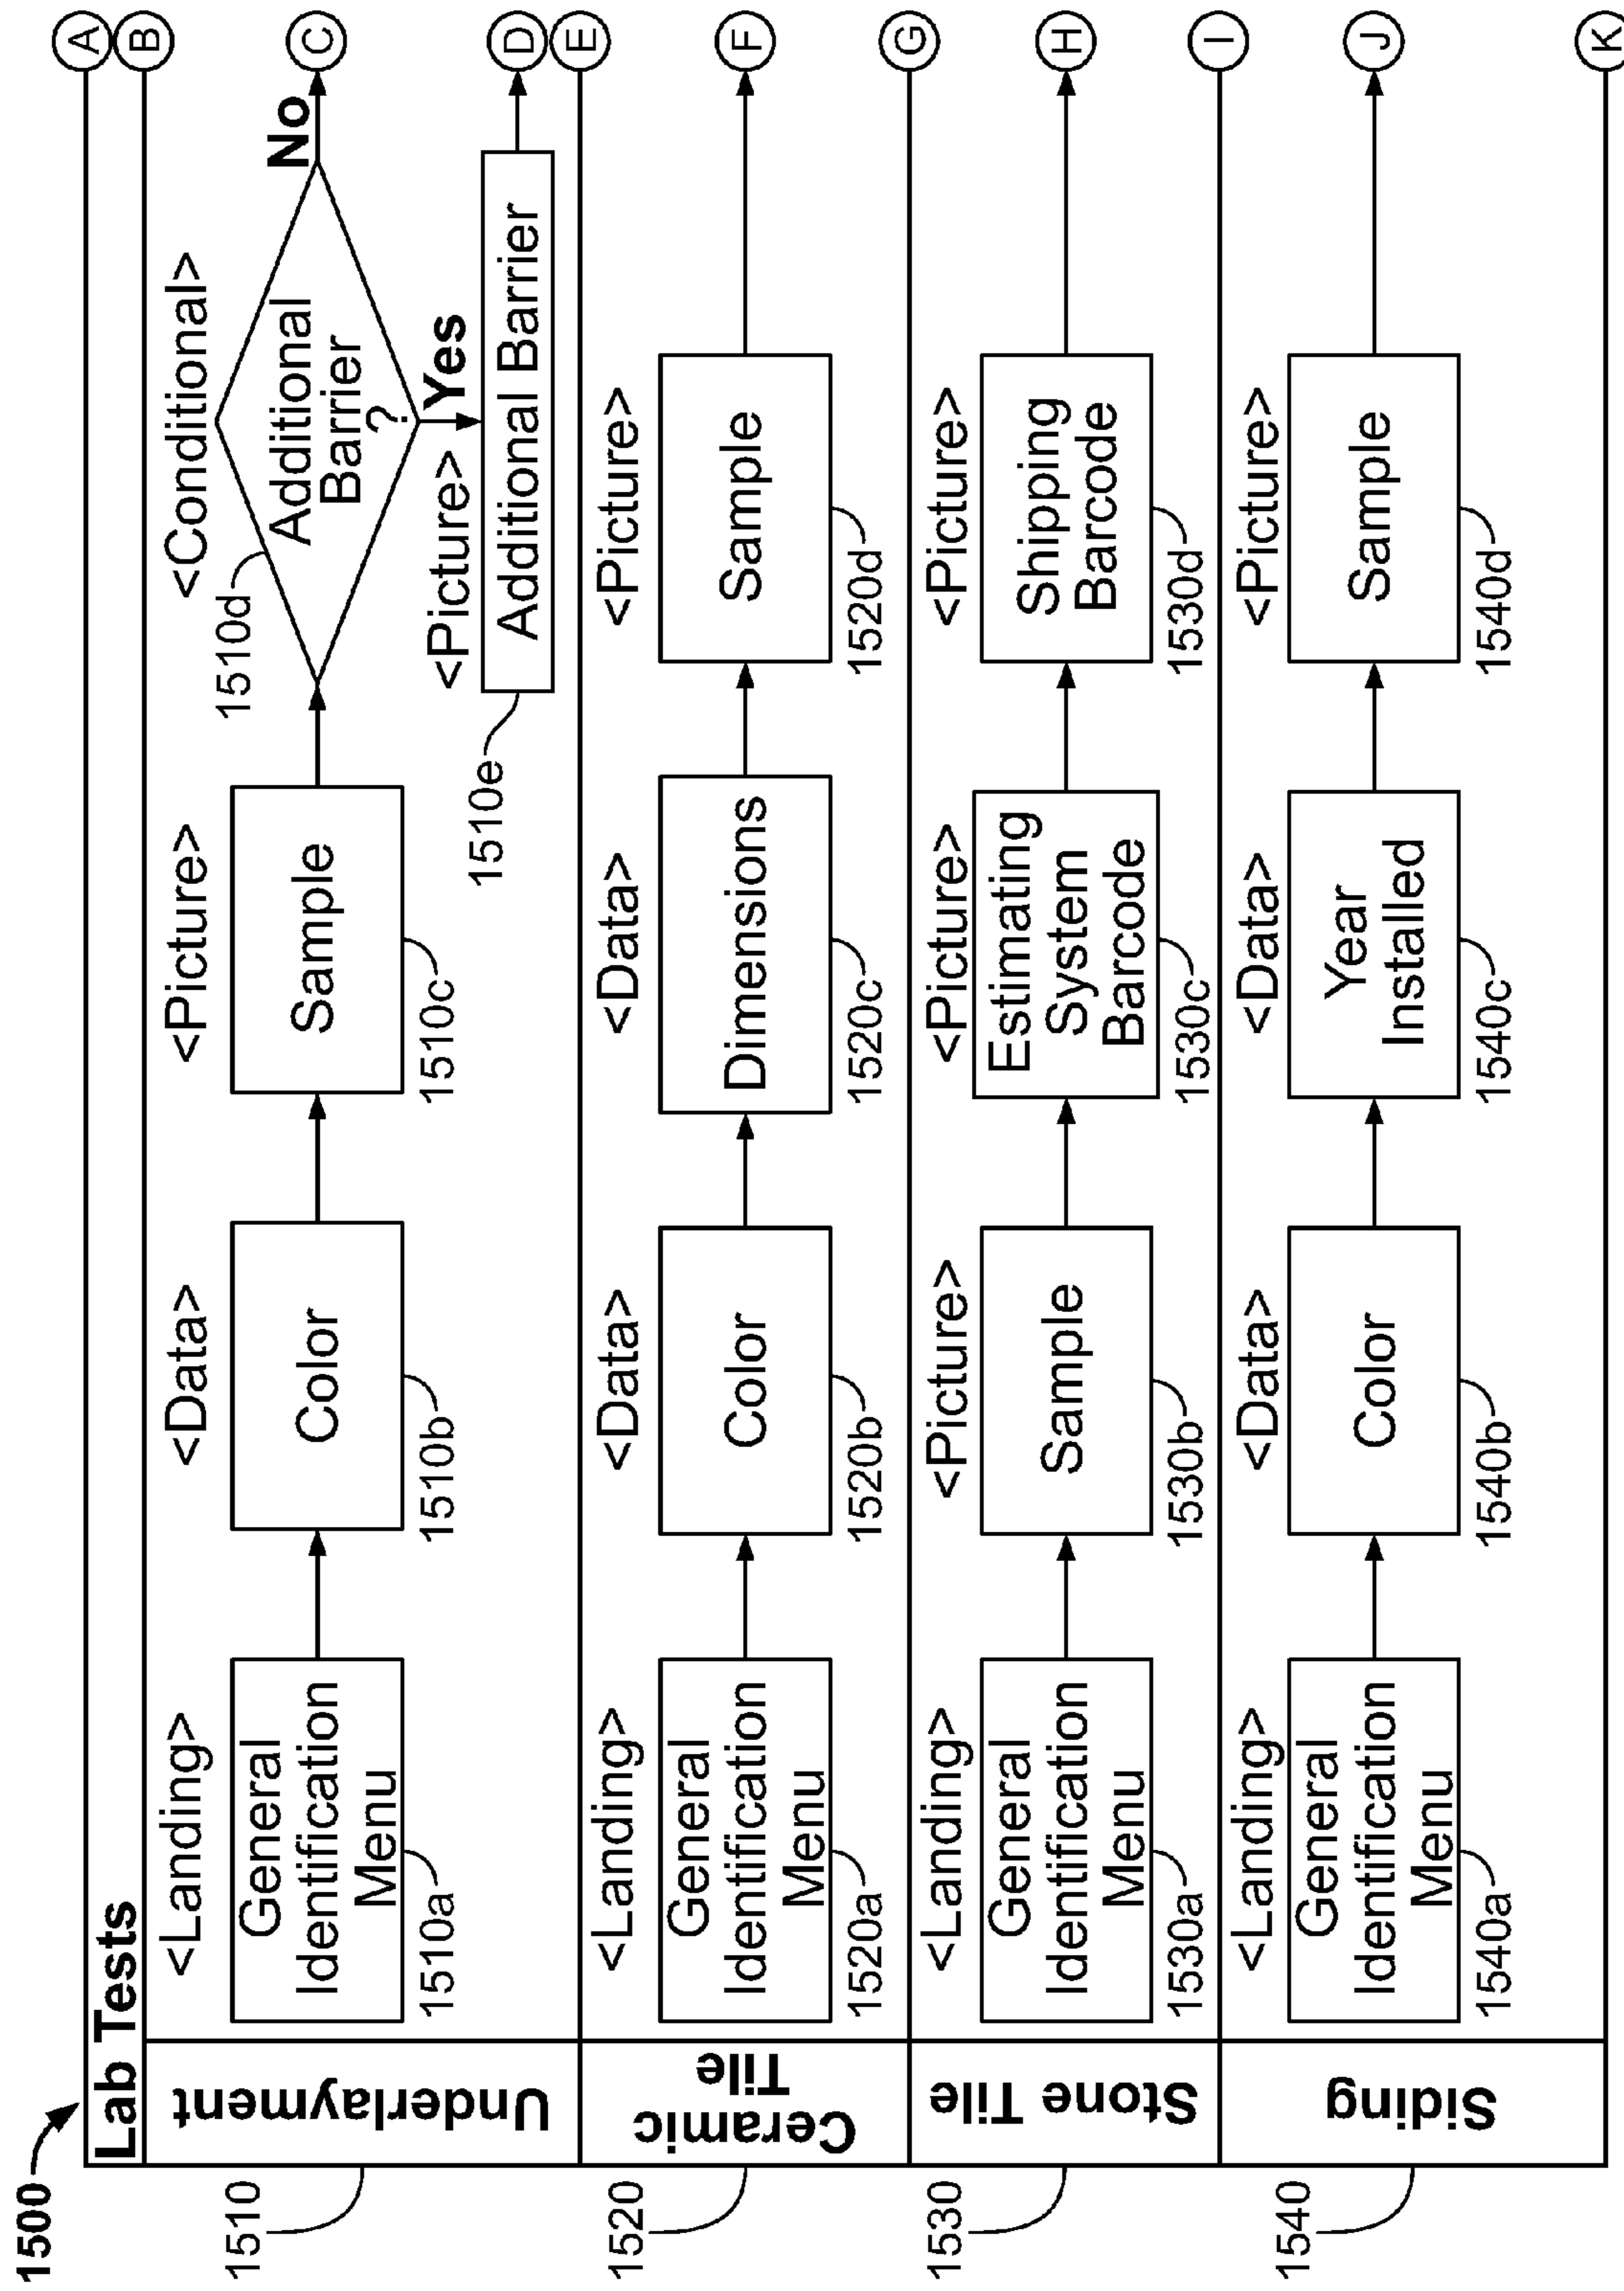 1500
Lab Tests
A
B
1510
Underlayment
<Landing>
General
Identification
Menu
1510a
<Data>
Color
1510b
<Picture>
Sample
1510c
<Conditional>
Additional
Barrier
?
1510d
No
C
Yes
<Picture>
Additional Barrier
1510e
D
E
1520
Ceramic
Tile
<Landing>
General
Identification
Menu
1520a
<Data>
Color
1520b
<Data>
Dimensions
1520c
<Picture>
Sample
1520d
F
G
1530
Stone Tile
<Landing>
General
Identification
Menu
1530a
<Picture>
Sample
1530b
<Picture>
Estimating
System
Barcode
1530c
<Picture>
Shipping
Barcode
1530d
H
I
1540
Siding
<Landing>
General
Identification
Menu
1540a
<Data>
Color
1540b
<Data>
Year
Installed
1540c
<Picture>
Sample
1540d
J
K